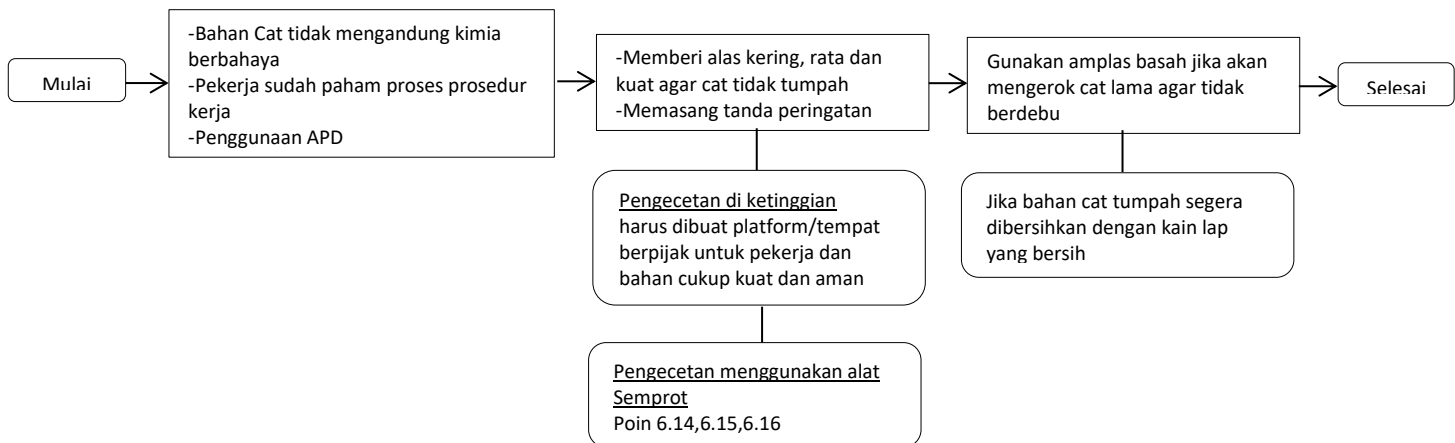 Mulai
-Bahan Cat tidak mengandung kimia
berbahaya
-Pekerja sudah paham proses prosedur
kerja
-Penggunaan APD
-Memberi alas kering, rata dan
kuat agar cat tidak tumpah
-Memasang tanda peringatan
Gunakan amplas basah jika akan
mengerok cat lama agar tidak
berdebu
Selesai
Pengecetan di ketinggian
harus dibuat platform/tempat
berpijak untuk pekerja dan
bahan cukup kuat dan aman
Jika bahan cat tumpah segera
dibersihkan dengan kain lap
yang bersih
Pengecetan menggunakan alat
Semprot
Poin 6.14,6.15,6.16